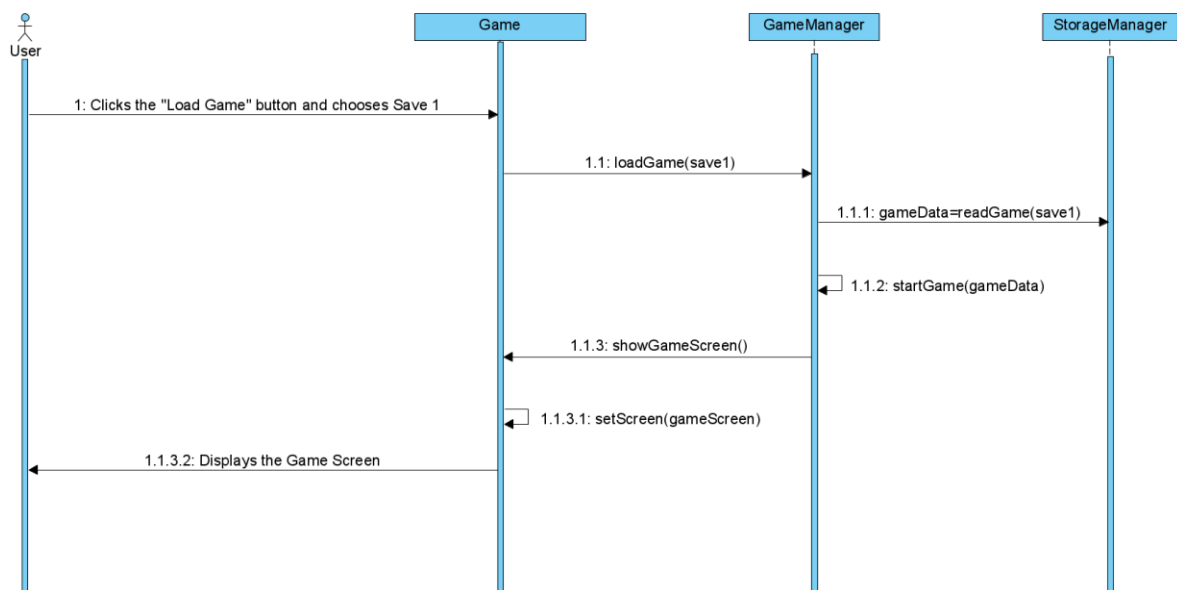 User
Game
GameManager
StorageManager
1: Clicks the "Load Game" button and chooses Save 1
1.1: loadGame(save1)
1.1.1: gameData=readGame(save1)
1.1.2: startGame(gameData)
1.1.3: showGameScreen()
1.1.3.1: setScreen(gameScreen)
1.1.3.2: Displays the Game Screen